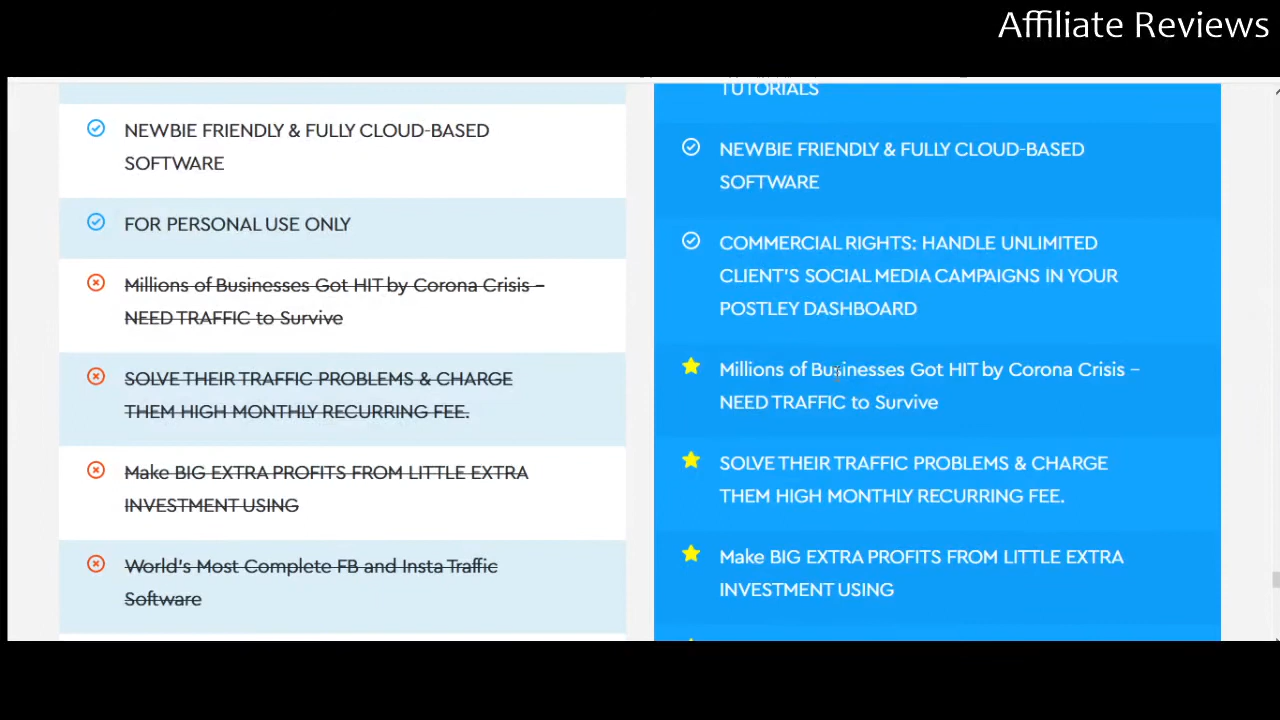 Affiliate Reviews
NEWBIE FRIENDLY & FULLY CLOUD-BASED
SOFTWARE
FOR PERSONAL USE ONLY
Millions of Businesses Got HIT by Corona Crisis –
NEED TRAFFIC to Survive
SOLVE THEIR TRAFFIC PROBLEMS & CHARGE
THEM HIGH MONTHLY RECURRING FEE.
Make BIG EXTRA PROFITS FROM LITTLE EXTRA
INVESTMENT USING
World's Most Complete FB and Insta Traffic
Software
TUTORIALS
NEWBIE FRIENDLY & FULLY CLOUD-BASED
SOFTWARE
COMMERCIAL RIGHTS: HANDLE UNLIMITED
CLIENT'S SOCIAL MEDIA CAMPAIGNS IN YOUR
POSTLEY DASHBOARD
Millions of Businesses Got HIT by Corona Crisis –
NEED TRAFFIC to Survive
SOLVE THEIR TRAFFIC PROBLEMS & CHARGE
THEM HIGH MONTHLY RECURRING FEE.
Make BIG EXTRA PROFITS FROM LITTLE EXTRA
INVESTMENT USING